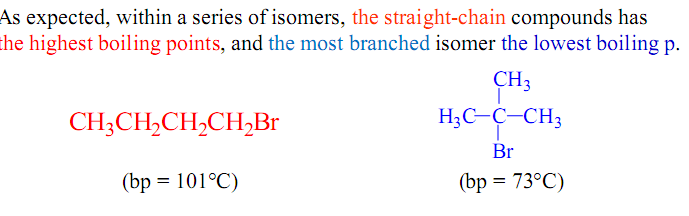 As expected, within a series of isomers, the straight-chain compounds has
the highest boiling points, and the most branched isomer the lowest boiling p.
CH3
CH3CH2CH2CH2Br
H3C-C-CH3
Br
(bp = 101°C)
(bp = 73°C)